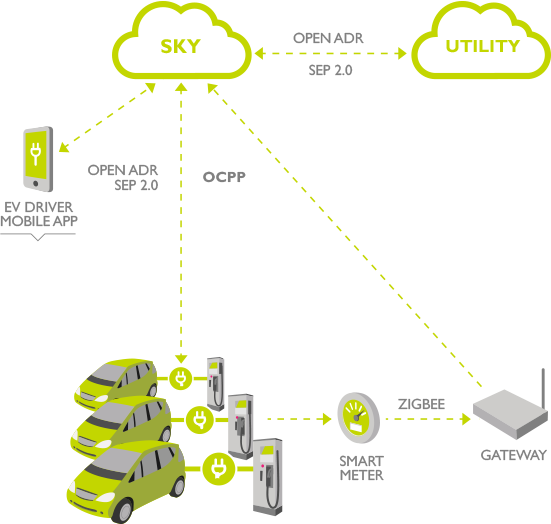 SKY
OPEN ADR
SEP 2.0
UTILITY
EV DRIVER
MOBILE APP
OPEN ADR
SEP 2.0
OCPP
ZIGBEE
SMART
METER
GATEWAY